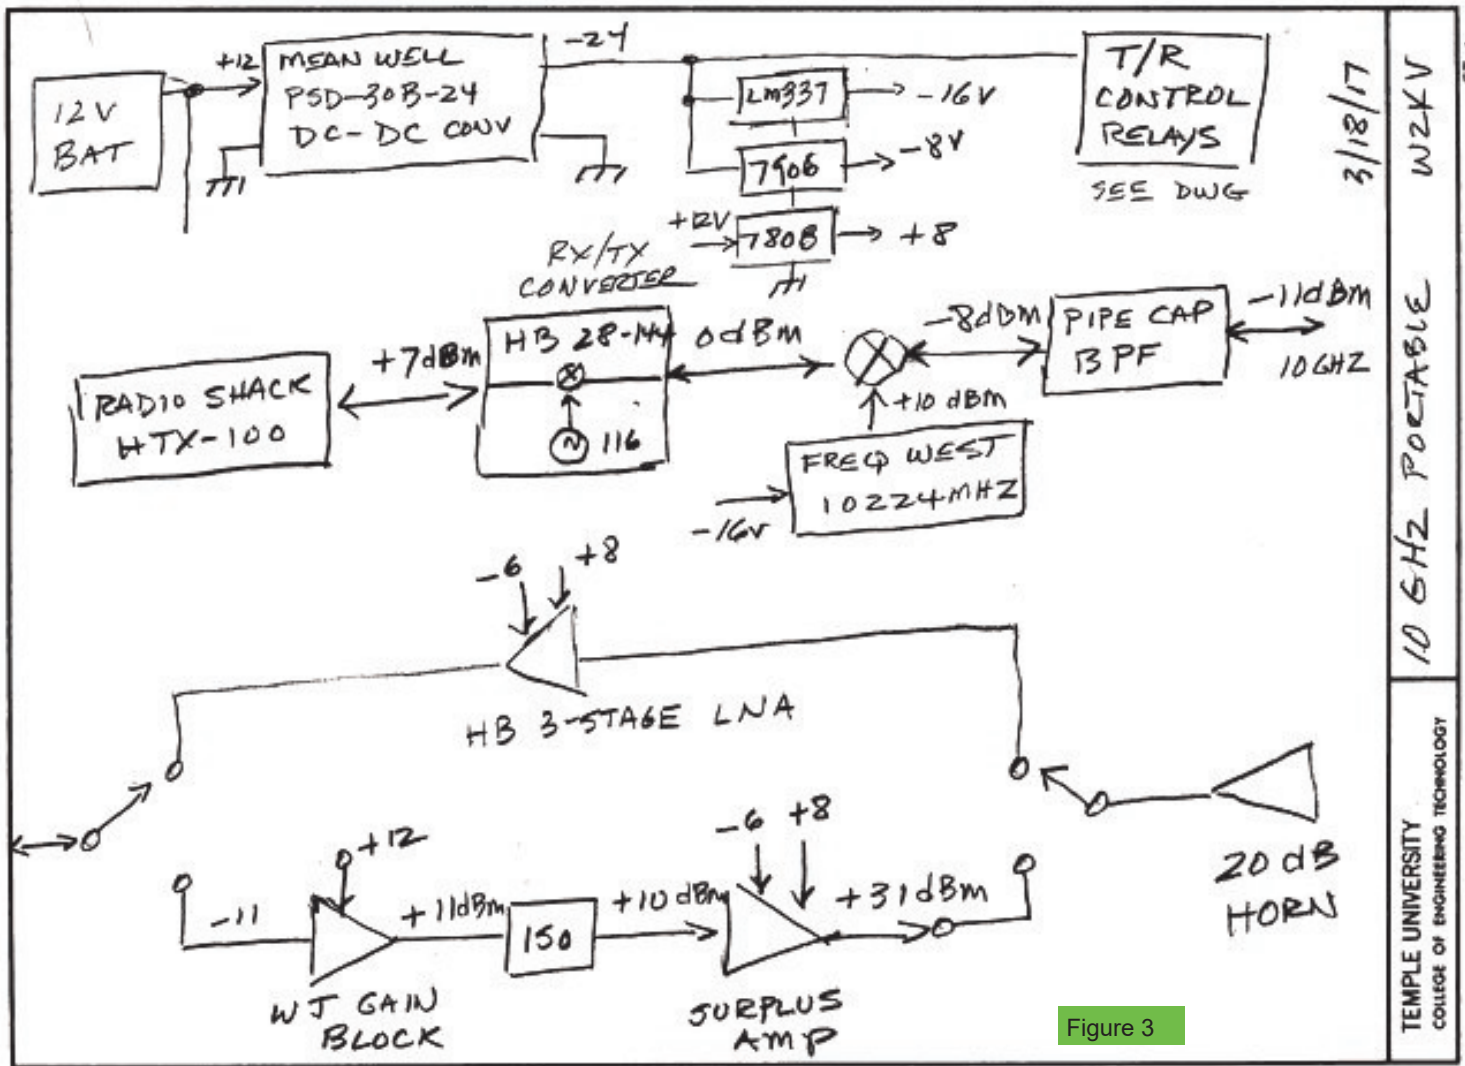 12V
BAT
+12
MEAN WELL
PSD-30B-24
DC-DC CONV
-24
LM337
-16V
7906
-8V
+12V
7808
+8
T/R
CONTROL
RELAYS
SEE DWG
RX/TX
CONVERTER
RADIO SHACK
HTX-100
+7dBm
HB 28-144
116
0dBm
-8dBm
+10 dBm
FREQ WEST
10224MHZ
-16V
PIPE CAP
BPF
-11dBm
10GHZ
-6
+8
HB 3-STAGE LNA
-11
+12
WJ GAIN
BLOCK
+11dBm
ISO
+10 dBm
-6
+8
SURPLUS
AMP
+31dBm
20 dB
HORN
Figure 3
3/18/17
W2KV
10 GHZ PORTABLE
TEMPLE UNIVERSITY
COLLEGE OF ENGINEERING TECHNOLOGY